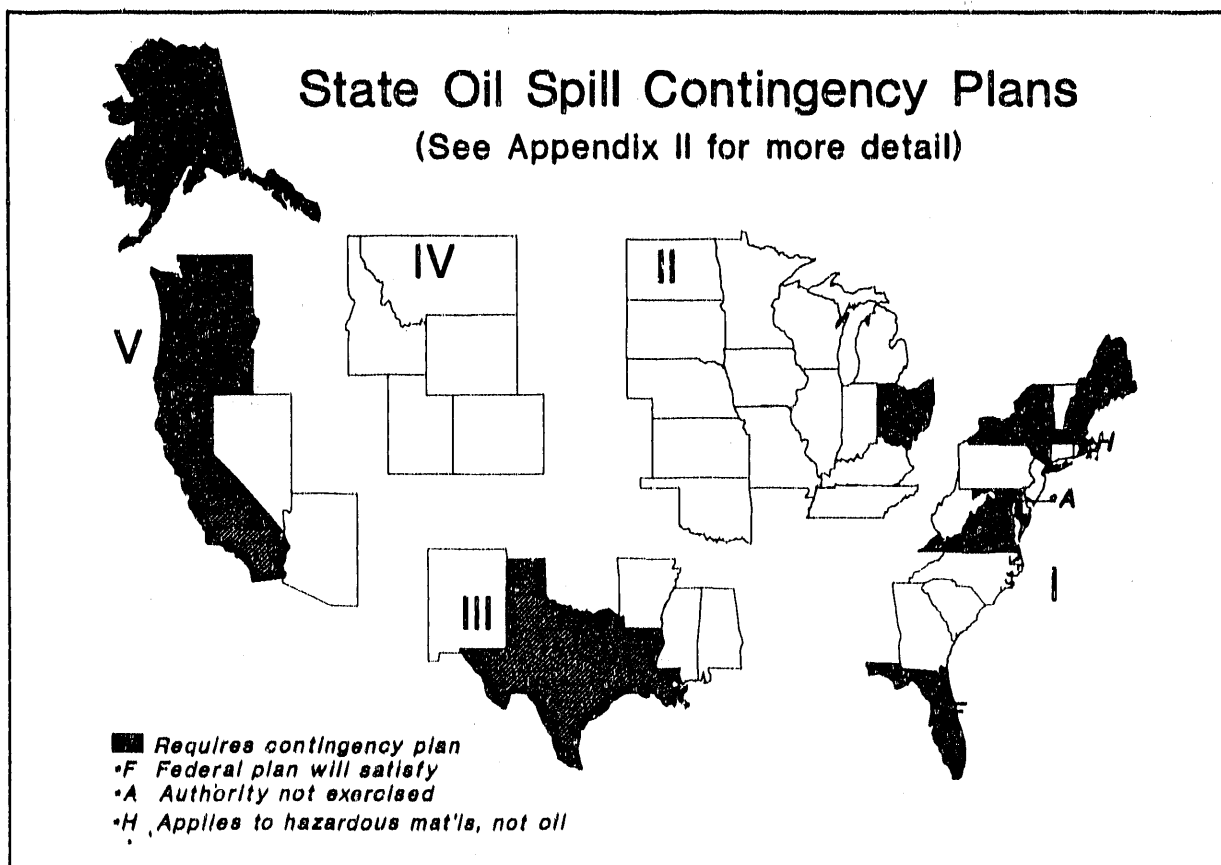 State Oil Spill Contingency Plans
(See Appendix II for more detail)
IV
II
V
H
A
I
III
F
Requires contingency plan
•F Federal plan will satisfy
•A Authority not exercised
•H Applies to hazardous mat'ls, not oil